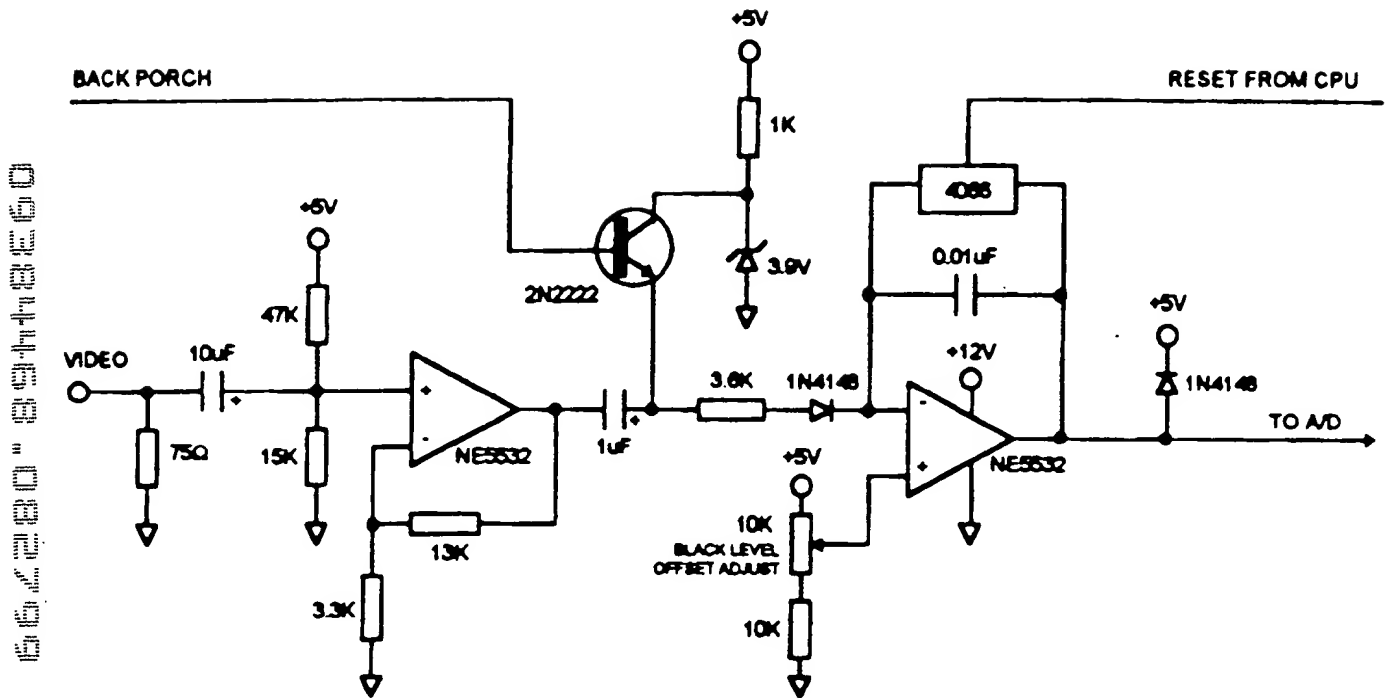 +5V
BACK PORCH
RESET FROM CPU
1K
4066
+5V
3.9V
0.01uF
2N2222
+5V
47K
+12V
VIDEO
10uF
3.6K
1N4148
1N4148
+
-
+
-
+
TO A/D
75Ω
15K
NE5532
1uF
+
+5V
NE5532
10K
BLACK LEVEL
OFFSET ADJUST
13K
3.3K
10K